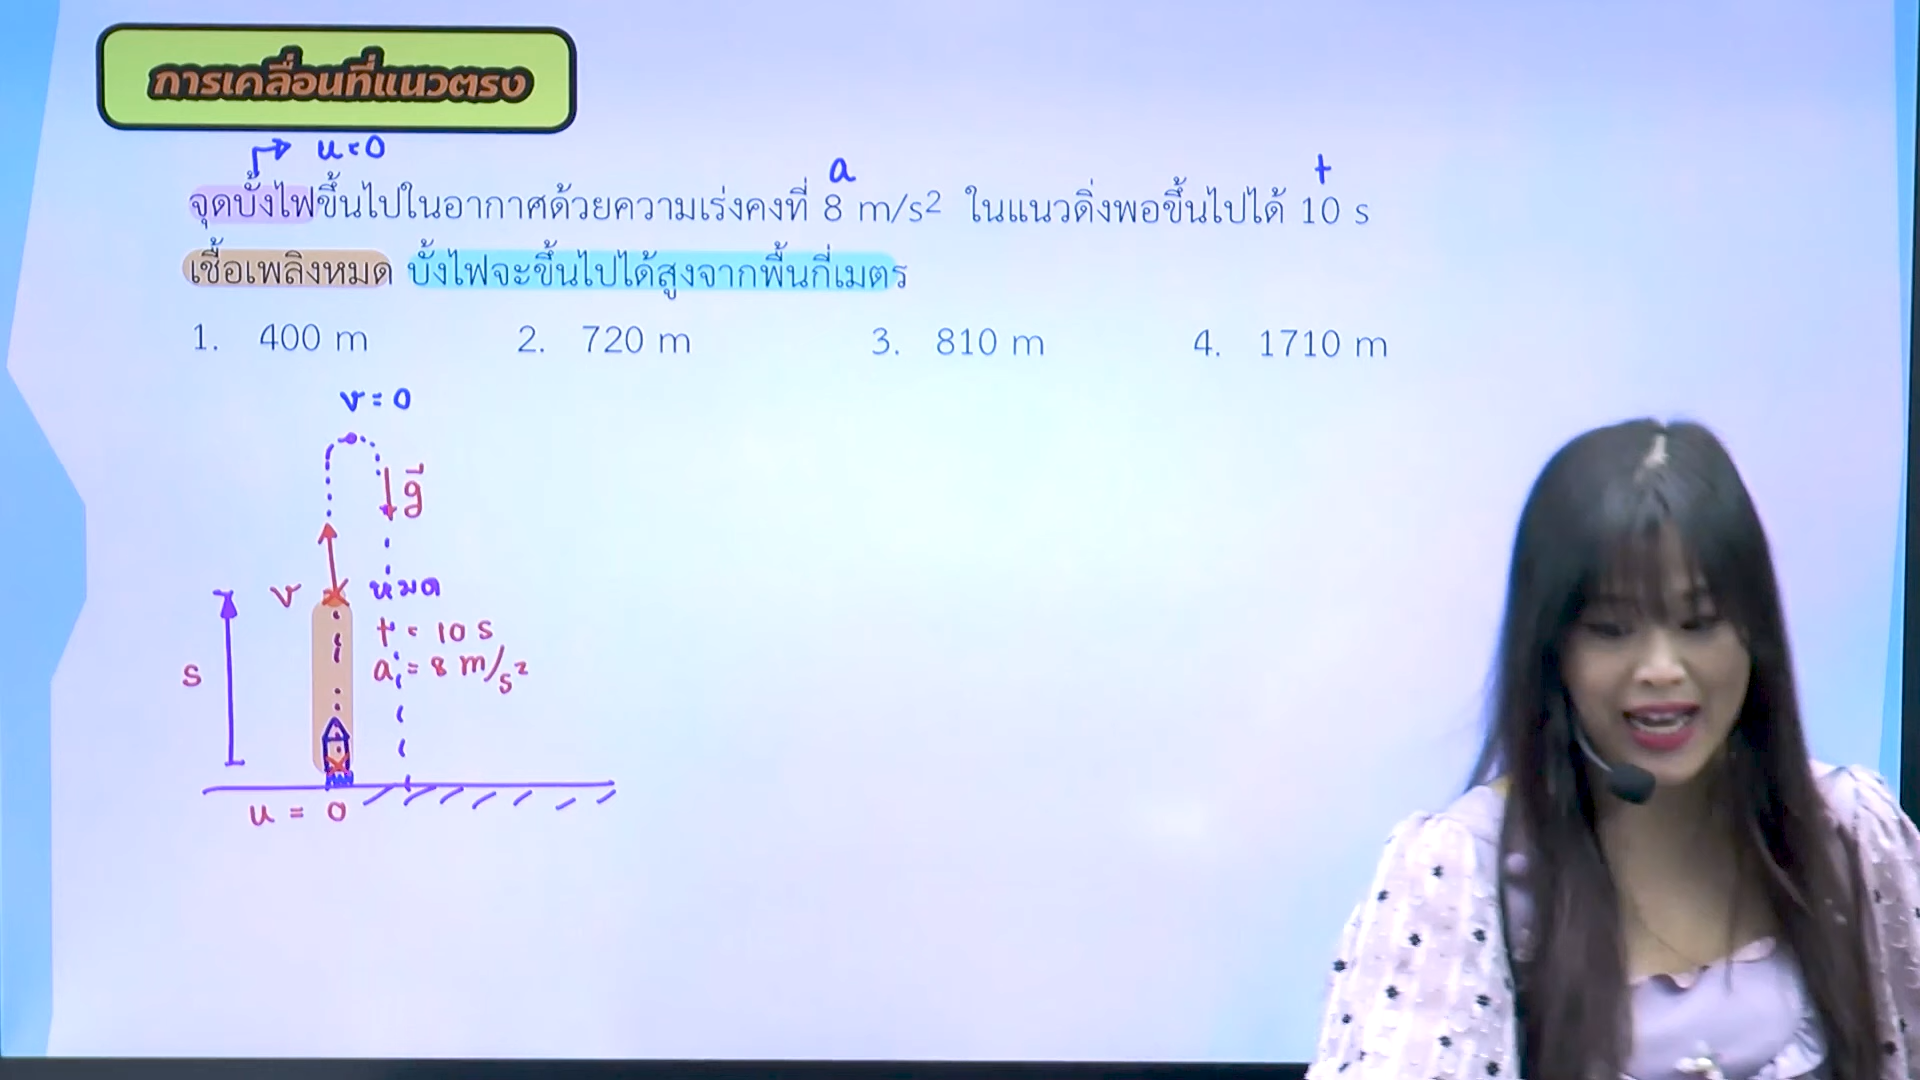 การเคลื่อนที่แนวตรง
u = 0
a
t
จุดบั้งไฟขึ้นไปในอากาศด้วยความเร่งคงที่ 8 m/s² ในแนวดิ่งพอขึ้นไปได้ 10 s
เชื้อเพลิงหมด บั้งไฟจะขึ้นไปได้สูงจากพื้นกี่เมตร
1. 400 m 2. 720 m 3. 810 m 4. 1710 m
v = 0
g
v หมด
t = 10 s
s a = 8 m/s²
u = 0